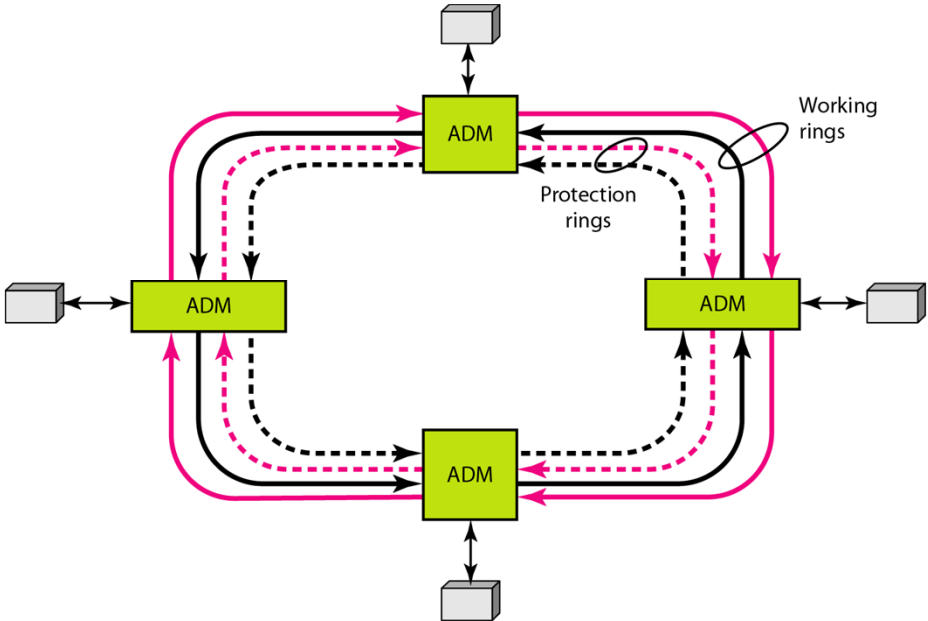 ADM
Working
rings
Protection
rings
ADM
ADM
ADM